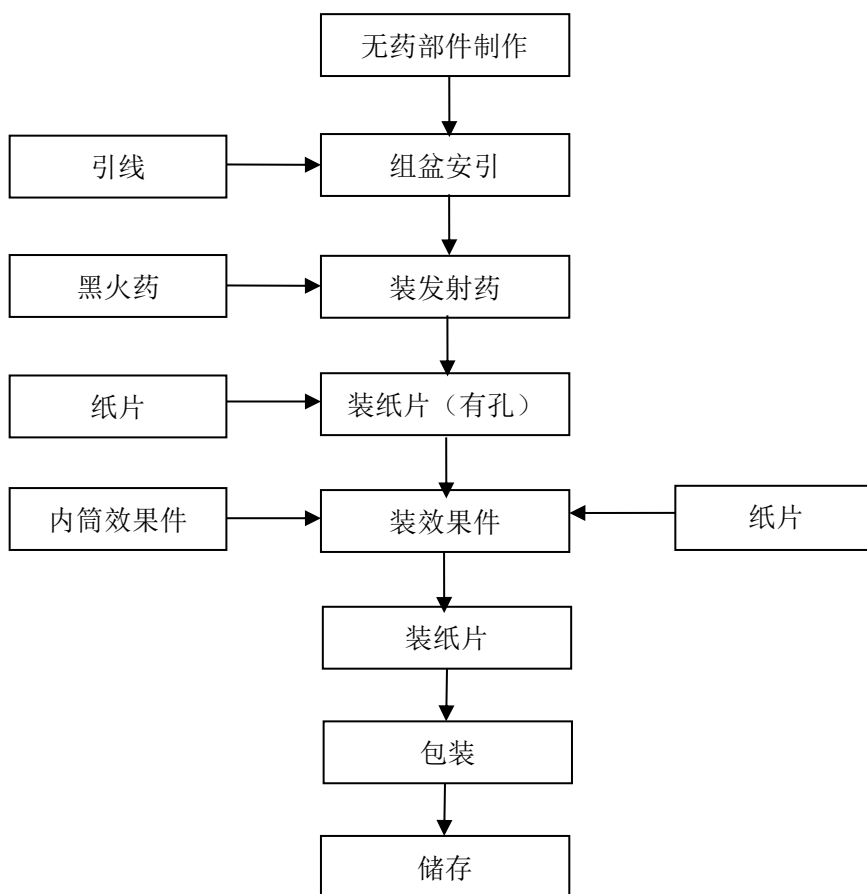 无药部件制作
引线
组盆安引
黑火药
装发射药
纸片
装纸片（有孔）
内筒效果件
装效果件
纸片
装纸片
包装
储存